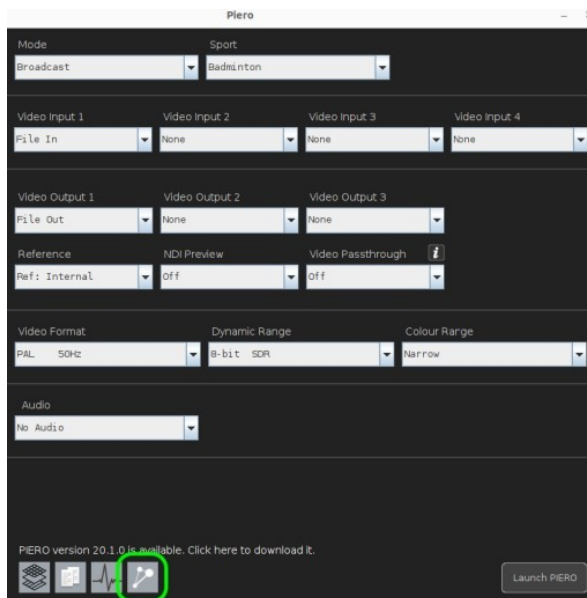 Piero
Mode Sport
Broadcast Badminton
Video Input 1 Video Input 2 Video Input 3 Video Input 4
File In None None None
Video Output 1 Video Output 2 Video Output 3
File Out None None
Reference NDI Preview Video Passthrough i
Ref: Internal Off Off
Video Format Dynamic Range Colour Range
PAL 50Hz 8-bit SDR Narrow
Audio
No Audio
PIERO version 20.1.0 is available. Click here to download it.
Launch PIERO